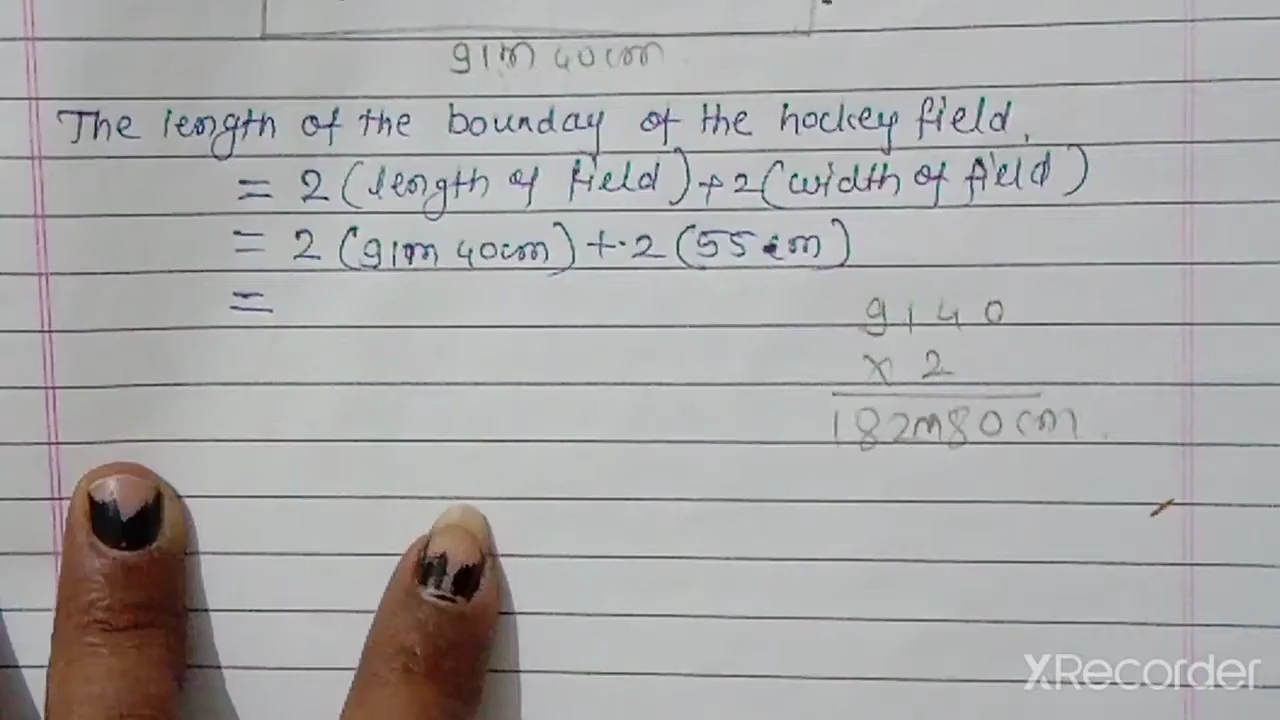 91m 40cm
The length of the bounday of the hockey field.
= 2 (length of field) + 2 (width of field)
= 2 (91m 40cm) + 2 (55 m)
=
9140
x 2
182m80cm.
XRecorder